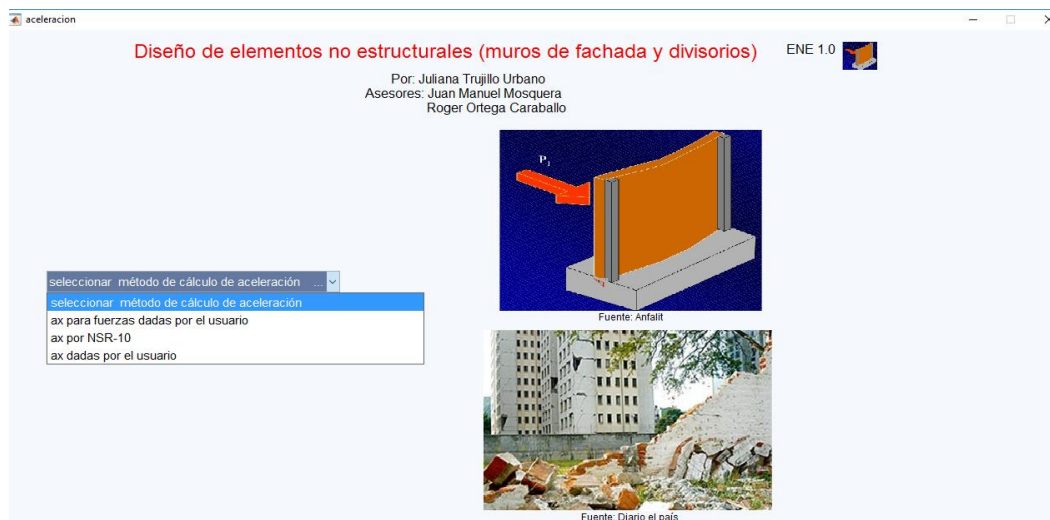 aceleracion
Diseño de elementos no estructurales (muros de fachada y divisorios)
ENE 1.0
Por: Juliana Trujillo Urbano
Asesores: Juan Manuel Mosquera
Roger Ortega Caraballo
P₁
seleccionar método de cálculo de aceleración ...
seleccionar método de cálculo de aceleración
ax para fuerzas dadas por el usuario
ax por NSR-10
ax dadas por el usuario
Fuente: Anfalit
Fuente: Diario el país